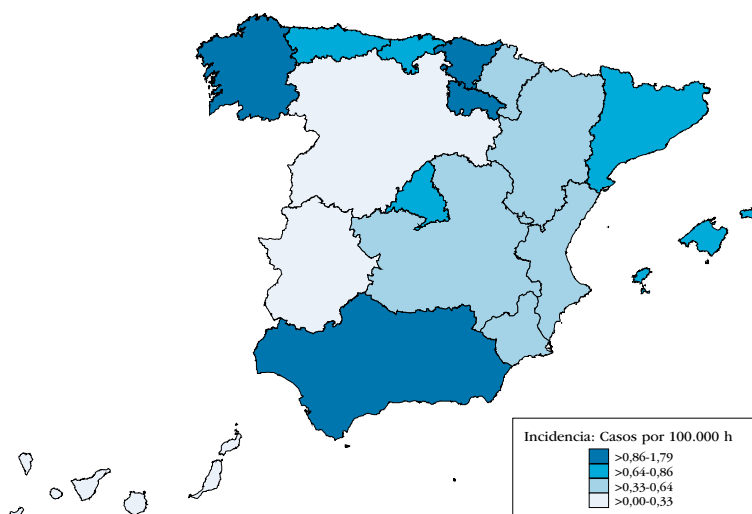 Incidencia: Casos por 100.000 h
>0,86-1,79
>0,64-0,86
>0,33-0,64
>0,00-0,33